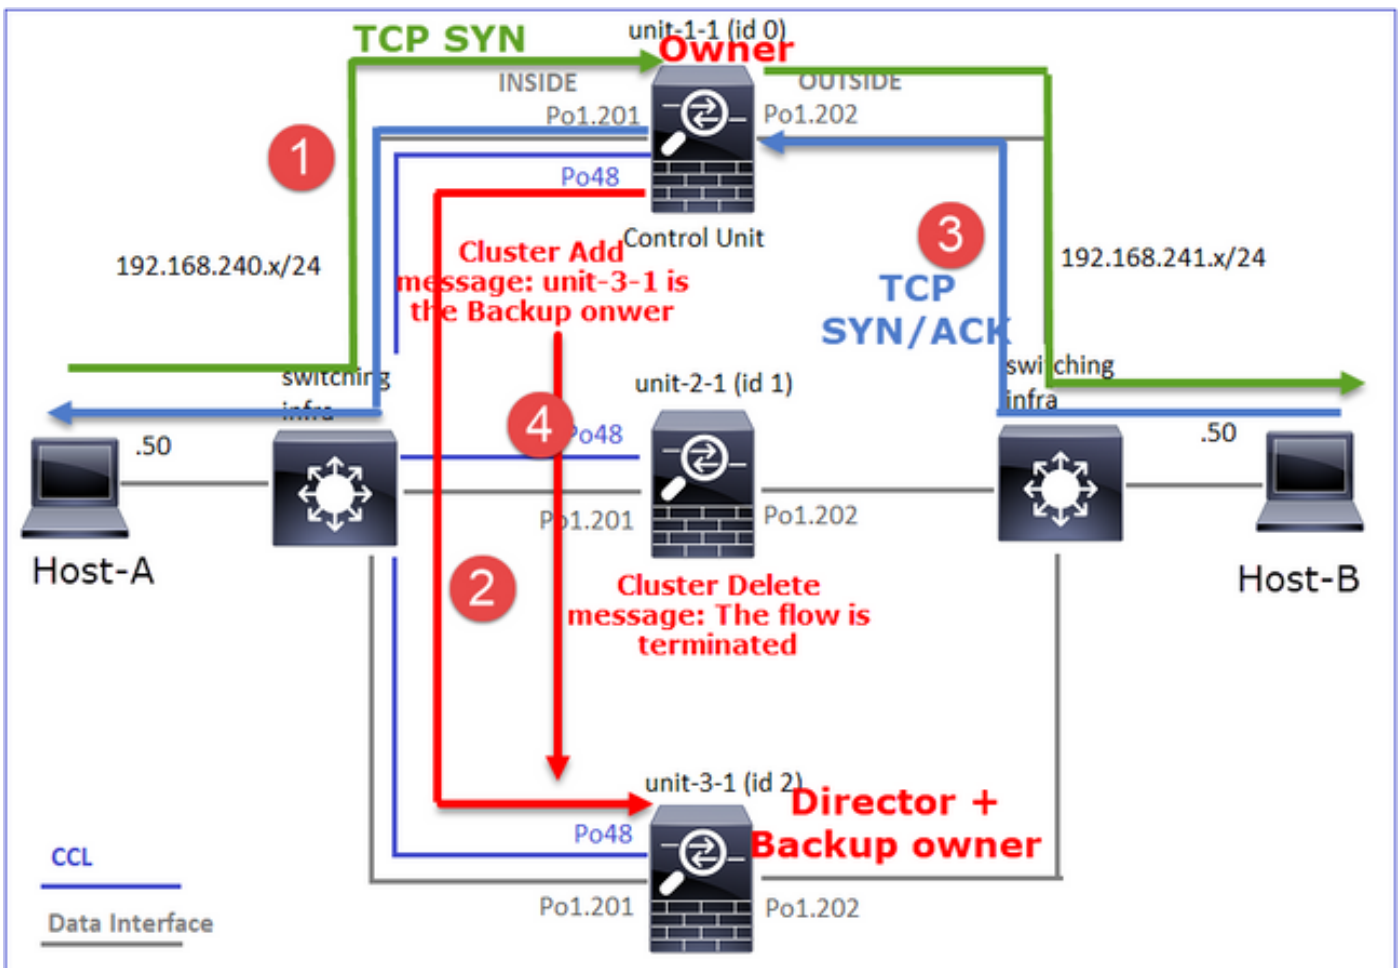 unit-1-1 (id 0)
TCP SYN
Owner
INSIDE
OUTSIDE
Po1.201
Po1.202
1
Po48
3
Control Unit
Cluster Add
message: unit-3-1 is
the Backup onwer
192.168.240.x/24
192.168.241.x/24
TCP
SYN/ACK
switching
infra
unit-2-1 (id 1)
switching
infra
4
Po48
.50
.50
Po1.201
Po1.202
Host-A
Host-B
2
Cluster Delete
message: The flow is
terminated
unit-3-1 (id 2)
Director +
Backup owner
Po48
CCL
Po1.201
Po1.202
Data Interface